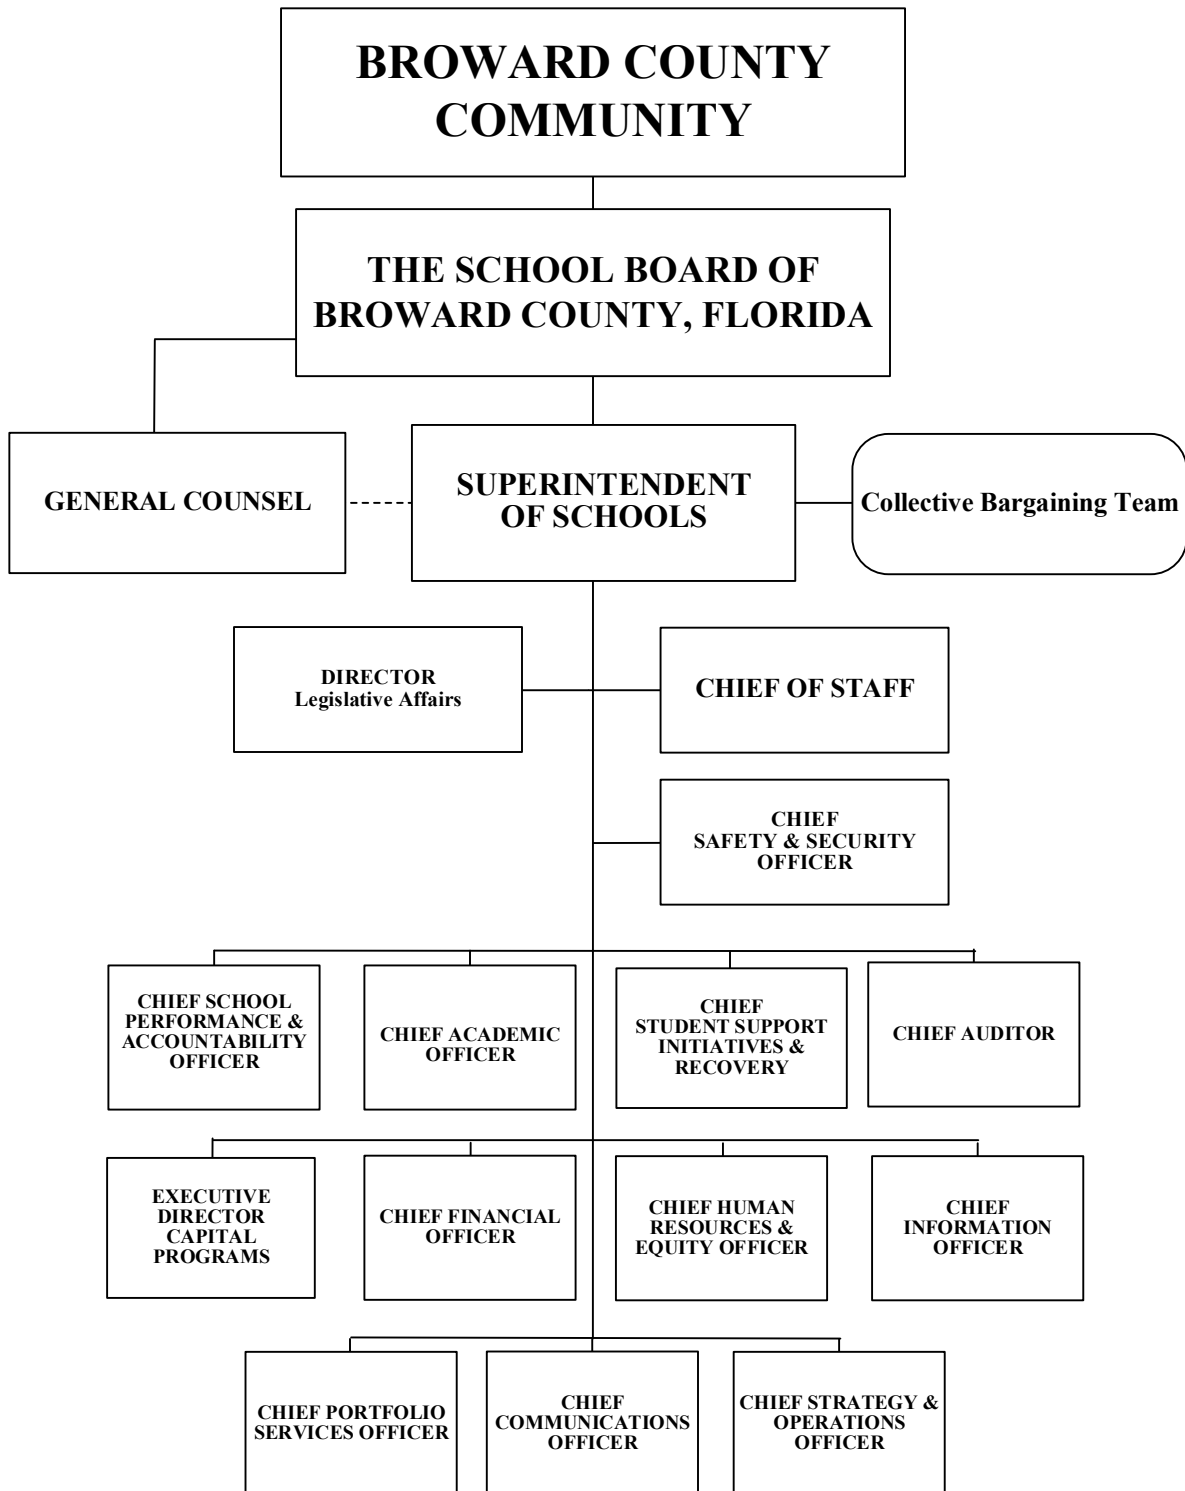 BROWARD COUNTY
COMMUNITY
THE SCHOOL BOARD OF
BROWARD COUNTY, FLORIDA
GENERAL COUNSEL
SUPERINTENDENT
OF SCHOOLS
Collective Bargaining Team
DIRECTOR
Legislative Affairs
CHIEF OF STAFF
CHIEF
SAFETY & SECURITY
OFFICER
CHIEF SCHOOL
PERFORMANCE &
ACCOUNTABILITY
OFFICER
CHIEF ACADEMIC
OFFICER
CHIEF
STUDENT SUPPORT
INITIATIVES &
RECOVERY
CHIEF AUDITOR
EXECUTIVE
DIRECTOR
CAPITAL
PROGRAMS
CHIEF FINANCIAL
OFFICER
CHIEF HUMAN
RESOURCES &
EQUITY OFFICER
CHIEF
INFORMATION
OFFICER
CHIEF PORTFOLIO
SERVICES OFFICER
CHIEF
COMMUNICATIONS
OFFICER
CHIEF STRATEGY &
OPERATIONS
OFFICER